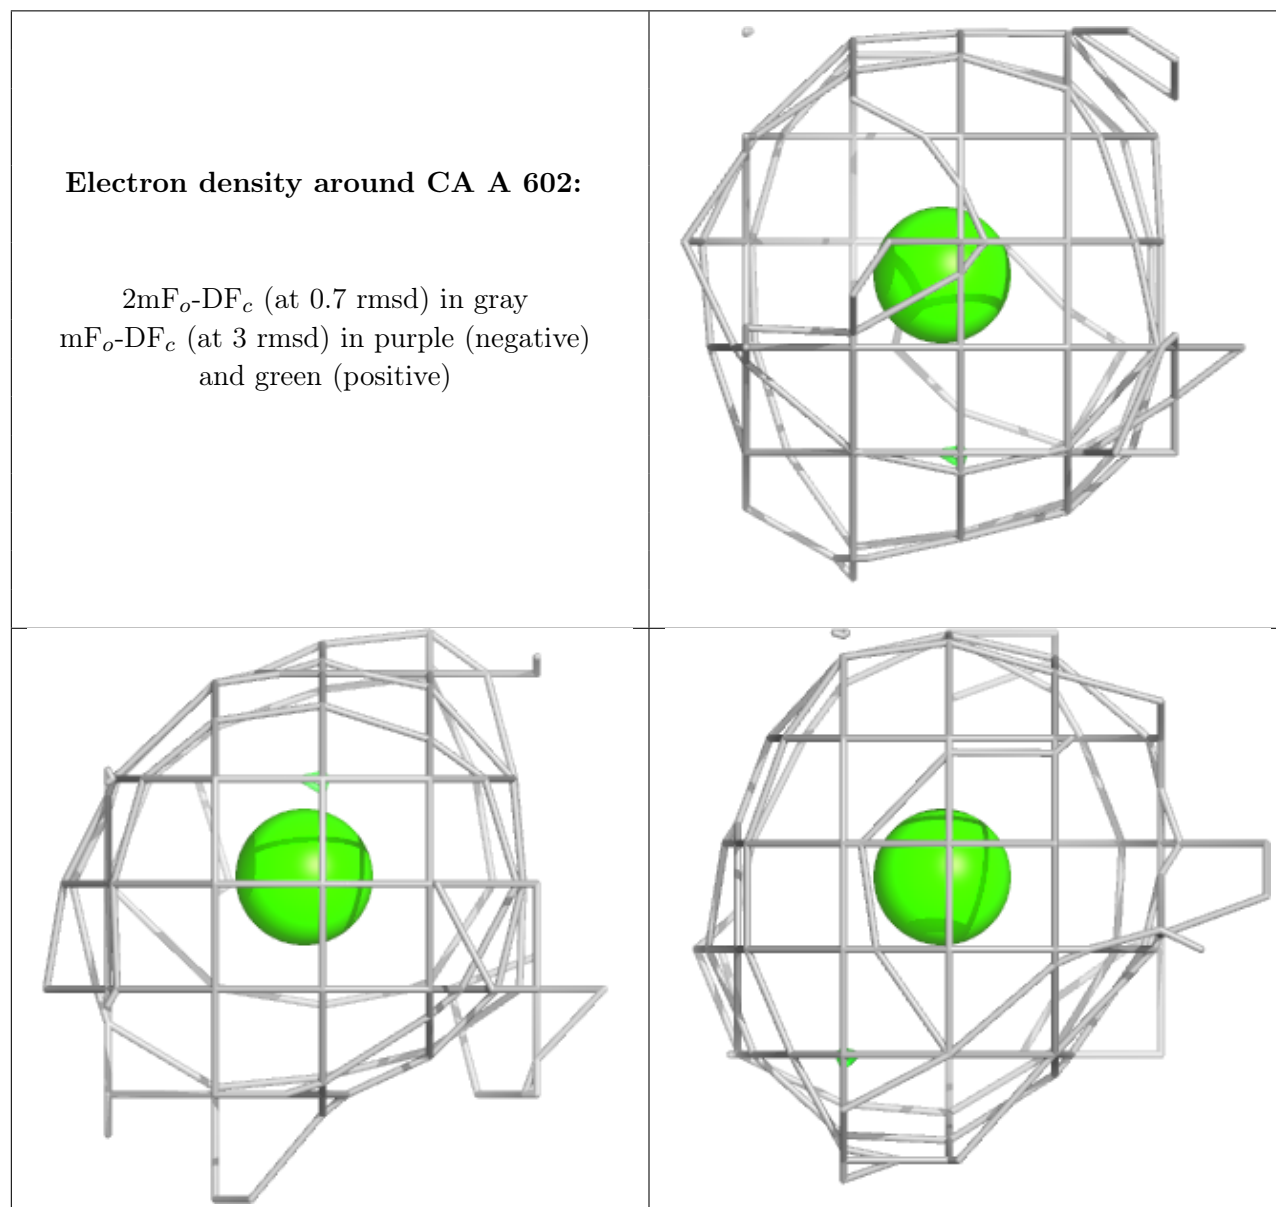 Electron density around CA A 602:
2mFo-DFc (at 0.7 rmsd) in gray
mFo-DFc (at 3 rmsd) in purple (negative)
and green (positive)